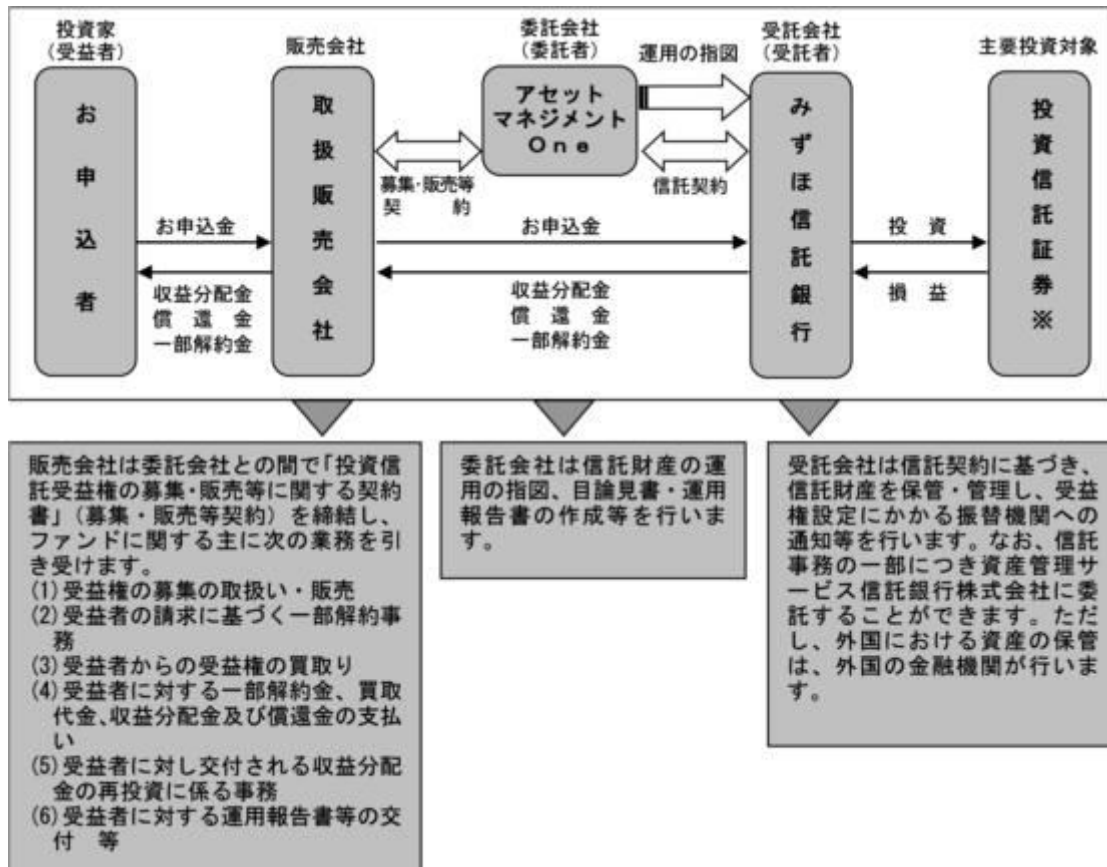 投資家
(受益者)
販売会社
委託会社
(委託者)
運用の指図
受託会社
(受託者)
主要投資対象
お申込者
取扱販売会社
アセット
マネジメント
One
みずほ信託銀行
投資信託証券※
募集・販売等
契約
信託契約
お申込金
お申込金
投資
収益分配金
償還金
一部解約金
収益分配金
償還金
一部解約金
損益
販売会社は委託会社との間で「投資信
託受益権の募集・販売等に関する契約
書」(募集・販売等契約)を締結し、
ファンドに関する主に次の業務を引
き受けます。
(1)受益権の募集の取扱い・販売
(2)受益者の請求に基づく一部解約事
務
(3)受益者からの受益権の買取り
(4)受益者に対する一部解約金、買取
代金、収益分配金及び償還金の支払
い
(5)受益者に対し交付される収益分配
金の再投資に係る事務
(6)受益者に対する運用報告書等の交
付 等
委託会社は信託財産の運
用の指図、目論見書・運用
報告書の作成等を行いま
す。
受託会社は信託契約に基づき、
信託財産を保管・管理し、受益
権設定にかかる振替機関への
通知等を行います。なお、信託
事務の一部につき資産管理サ
ービス信託銀行株式会社に委
託することができます。ただ
し、外国における資産の保管
は、外国の金融機関が行いま
す。